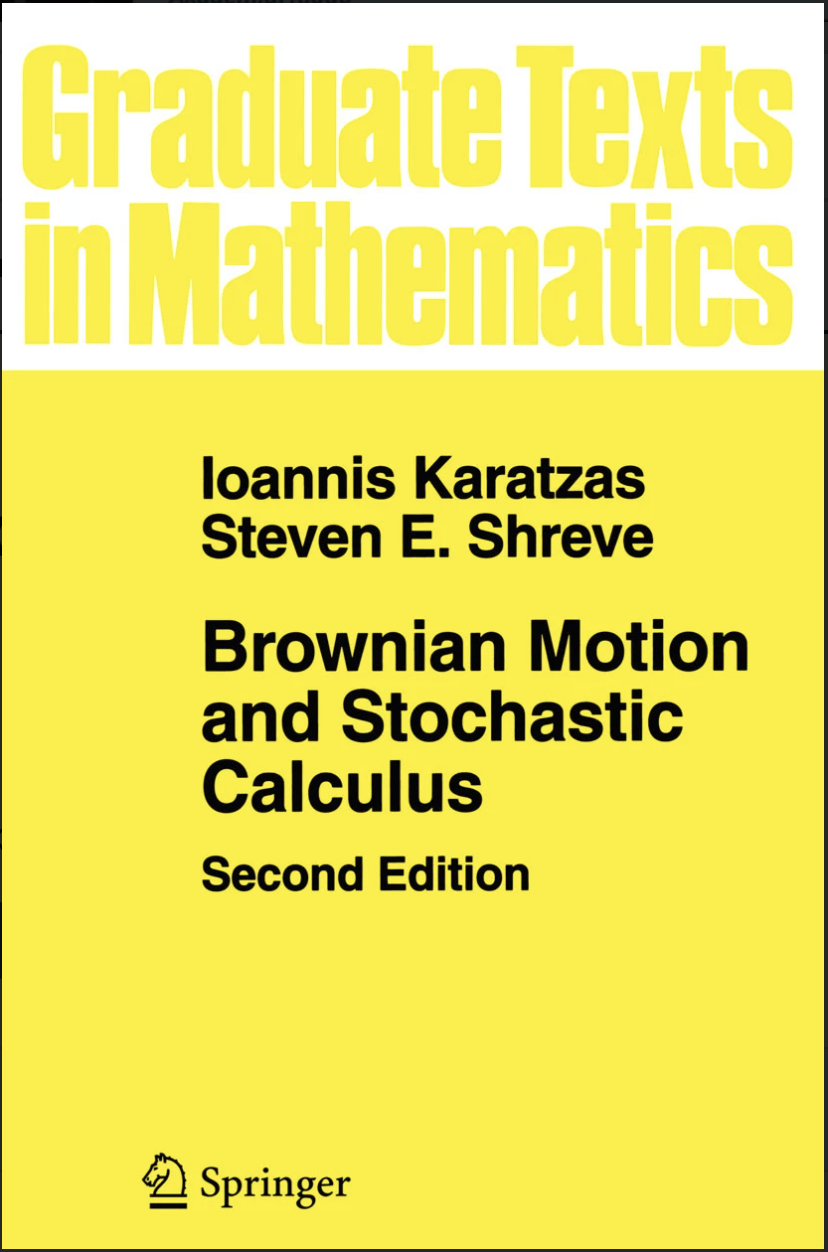 Graduate Texts
in Mathematics
Ioannis Karatzas
Steven E. Shreve
Brownian Motion
and Stochastic
Calculus
Second Edition
Springer